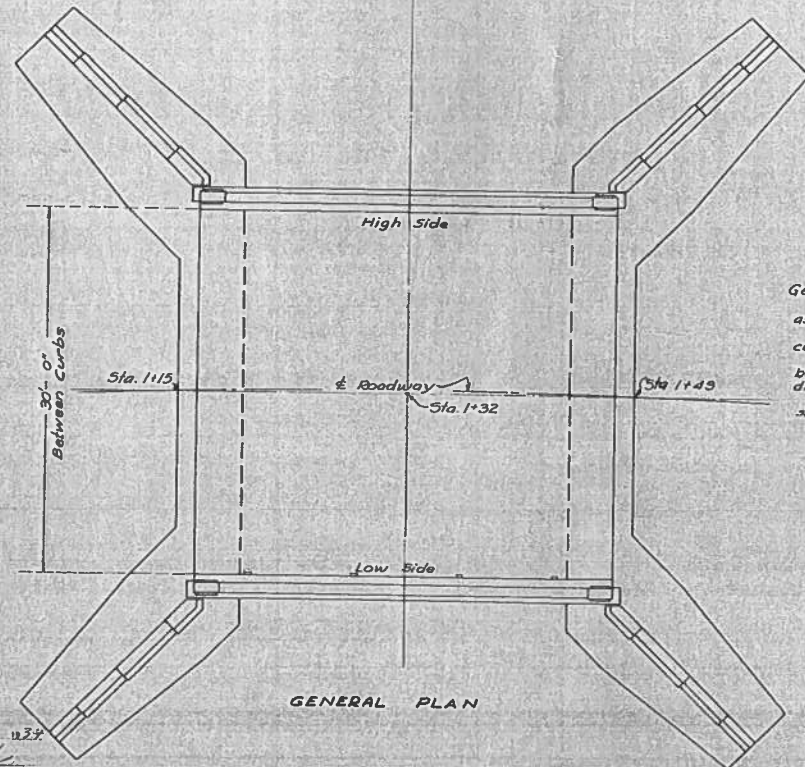 High Side
30'-0"
Between Curbs
Sta. 1+15
℄ Roadway
Sta. 1+32
Sta 1+49
Low Side
GENERAL PLAN